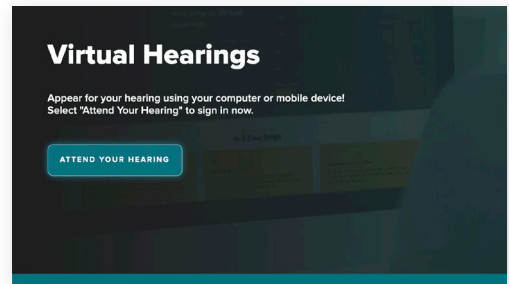 Virtual Hearings
Appear for your hearing using your computer or mobile device!
Select "Attend Your Hearing" to sign in now.
ATTEND YOUR HEARING